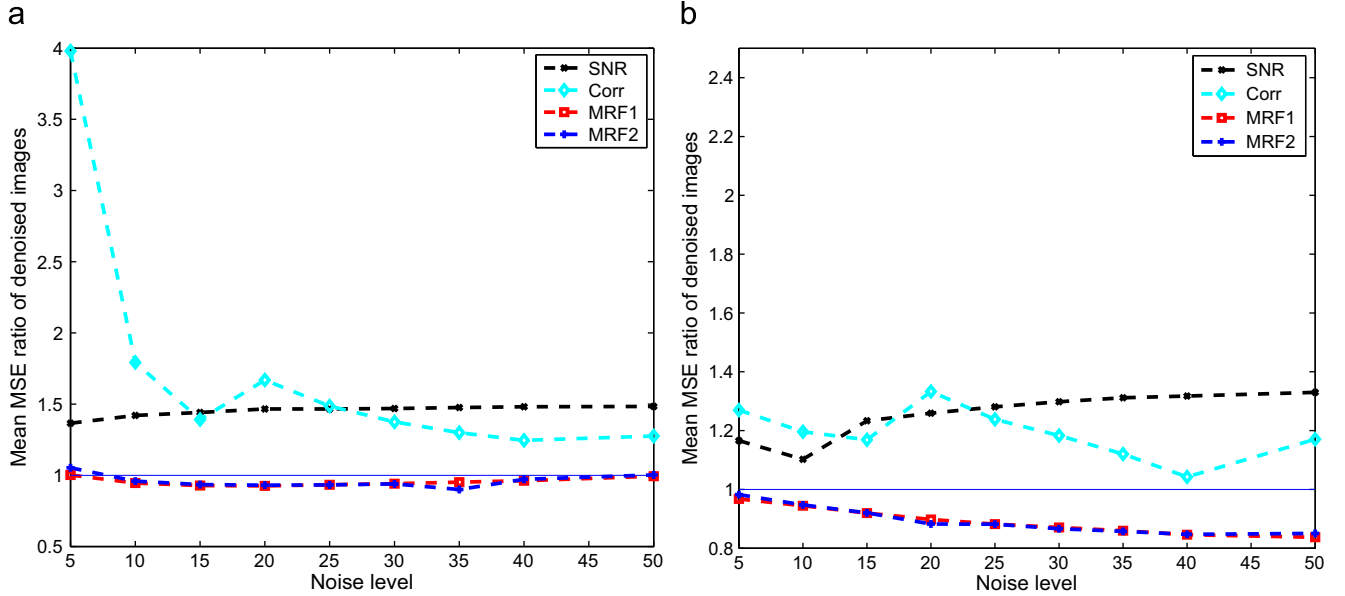 a
Mean MSE ratio of denoised images
4
3.5
3
2.5
2
1.5
1
0.5
5 10 15 20 25 30 35 40 45 50
Noise level
SNR
Corr
MRF1
MRF2
b
Mean MSE ratio of denoised images
2.4
2.2
2
1.8
1.6
1.4
1.2
1
0.8
5 10 15 20 25 30 35 40 45 50
Noise level
SNR
Corr
MRF1
MRF2